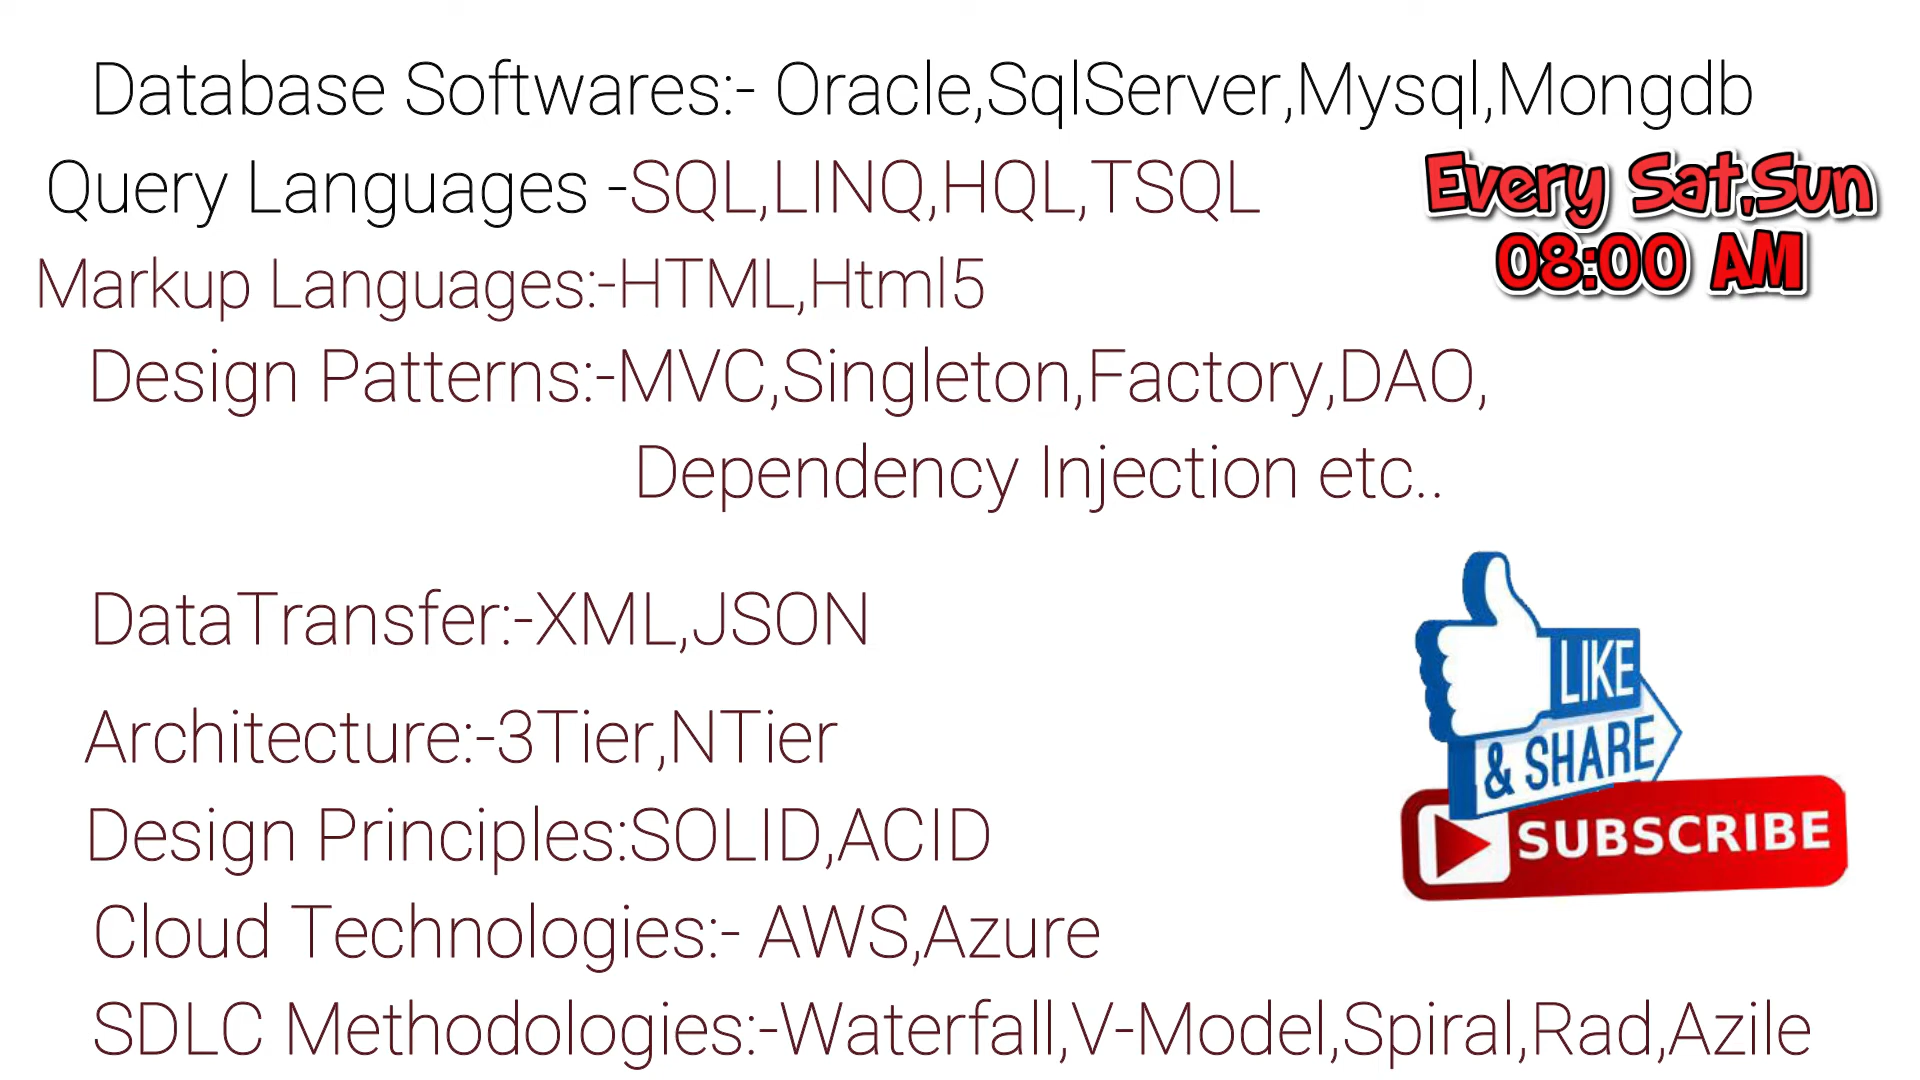 Database Softwares:- Oracle,SqlServer,Mysql,Mongdb
Query Languages -SQL,LINQ,HQL,TSQL
Every Sat,Sun
08:00 AM
Markup Languages:-HTML,Html5
Design Patterns:-MVC,Singleton,Factory,DAO,
Dependency Injection etc..
DataTransfer:-XML,JSON
LIKE
& SHARE
SUBSCRIBE
Architecture:-3Tier,NTier
Design Principles:SOLID,ACID
Cloud Technologies:- AWS,Azure
SDLC Methodologies:-Waterfall,V-Model,Spiral,Rad,Azile